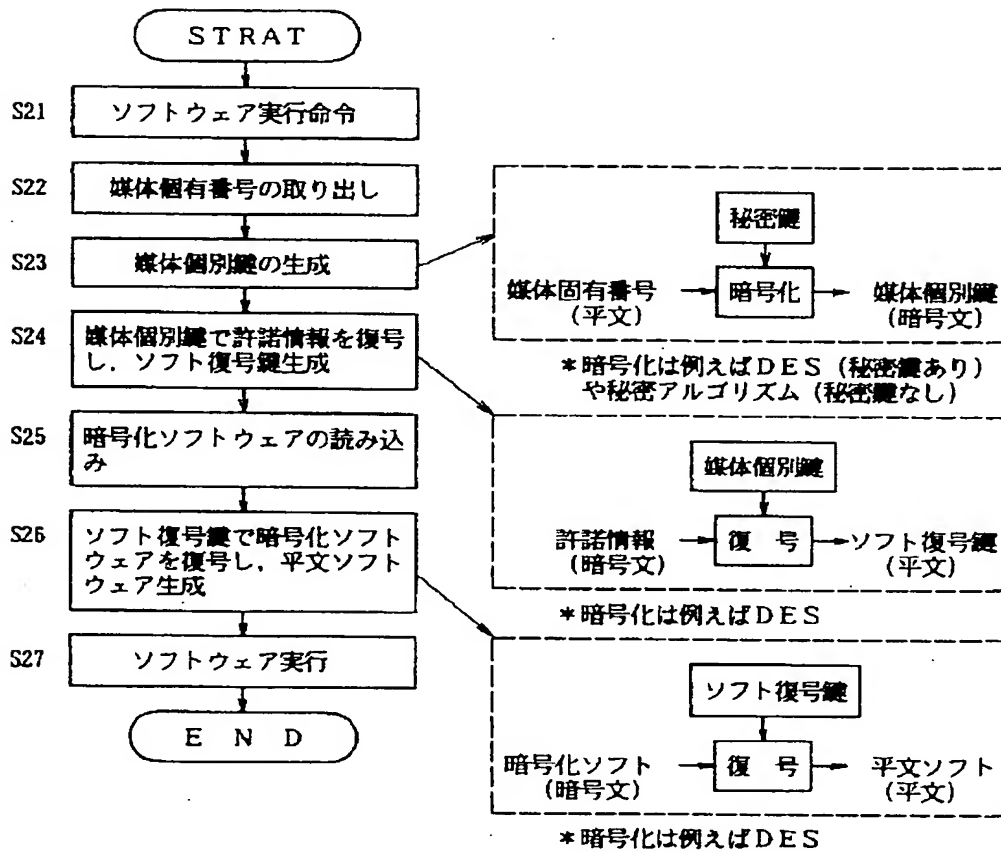 STRAT
S21
ソフトウェア実行命令
S22
媒体個有番号の取り出し
S23
媒体個別鍵の生成
S24
媒体個別鍵で許諾情報を復号
し，ソフト復号鍵生成
S25
暗号化ソフトウェアの読み込
み
S26
ソフト復号鍵で暗号化ソフト
ウェアを復号し，平文ソフト
ウェア生成
S27
ソフトウェア実行
END
秘密鍵
媒体固有番号
(平文)
暗号化
媒体個別鍵
(暗号文)
*暗号化は例えばDES（秘密鍵あり）
や秘密アルゴリズム（秘密鍵なし）
媒体個別鍵
許諾情報
(暗号文)
復 号
ソフト復号鍵
(平文)
*暗号化は例えばDES
ソフト復号鍵
暗号化ソフト
(暗号文)
復 号
平文ソフト
(平文)
*暗号化は例えばDES